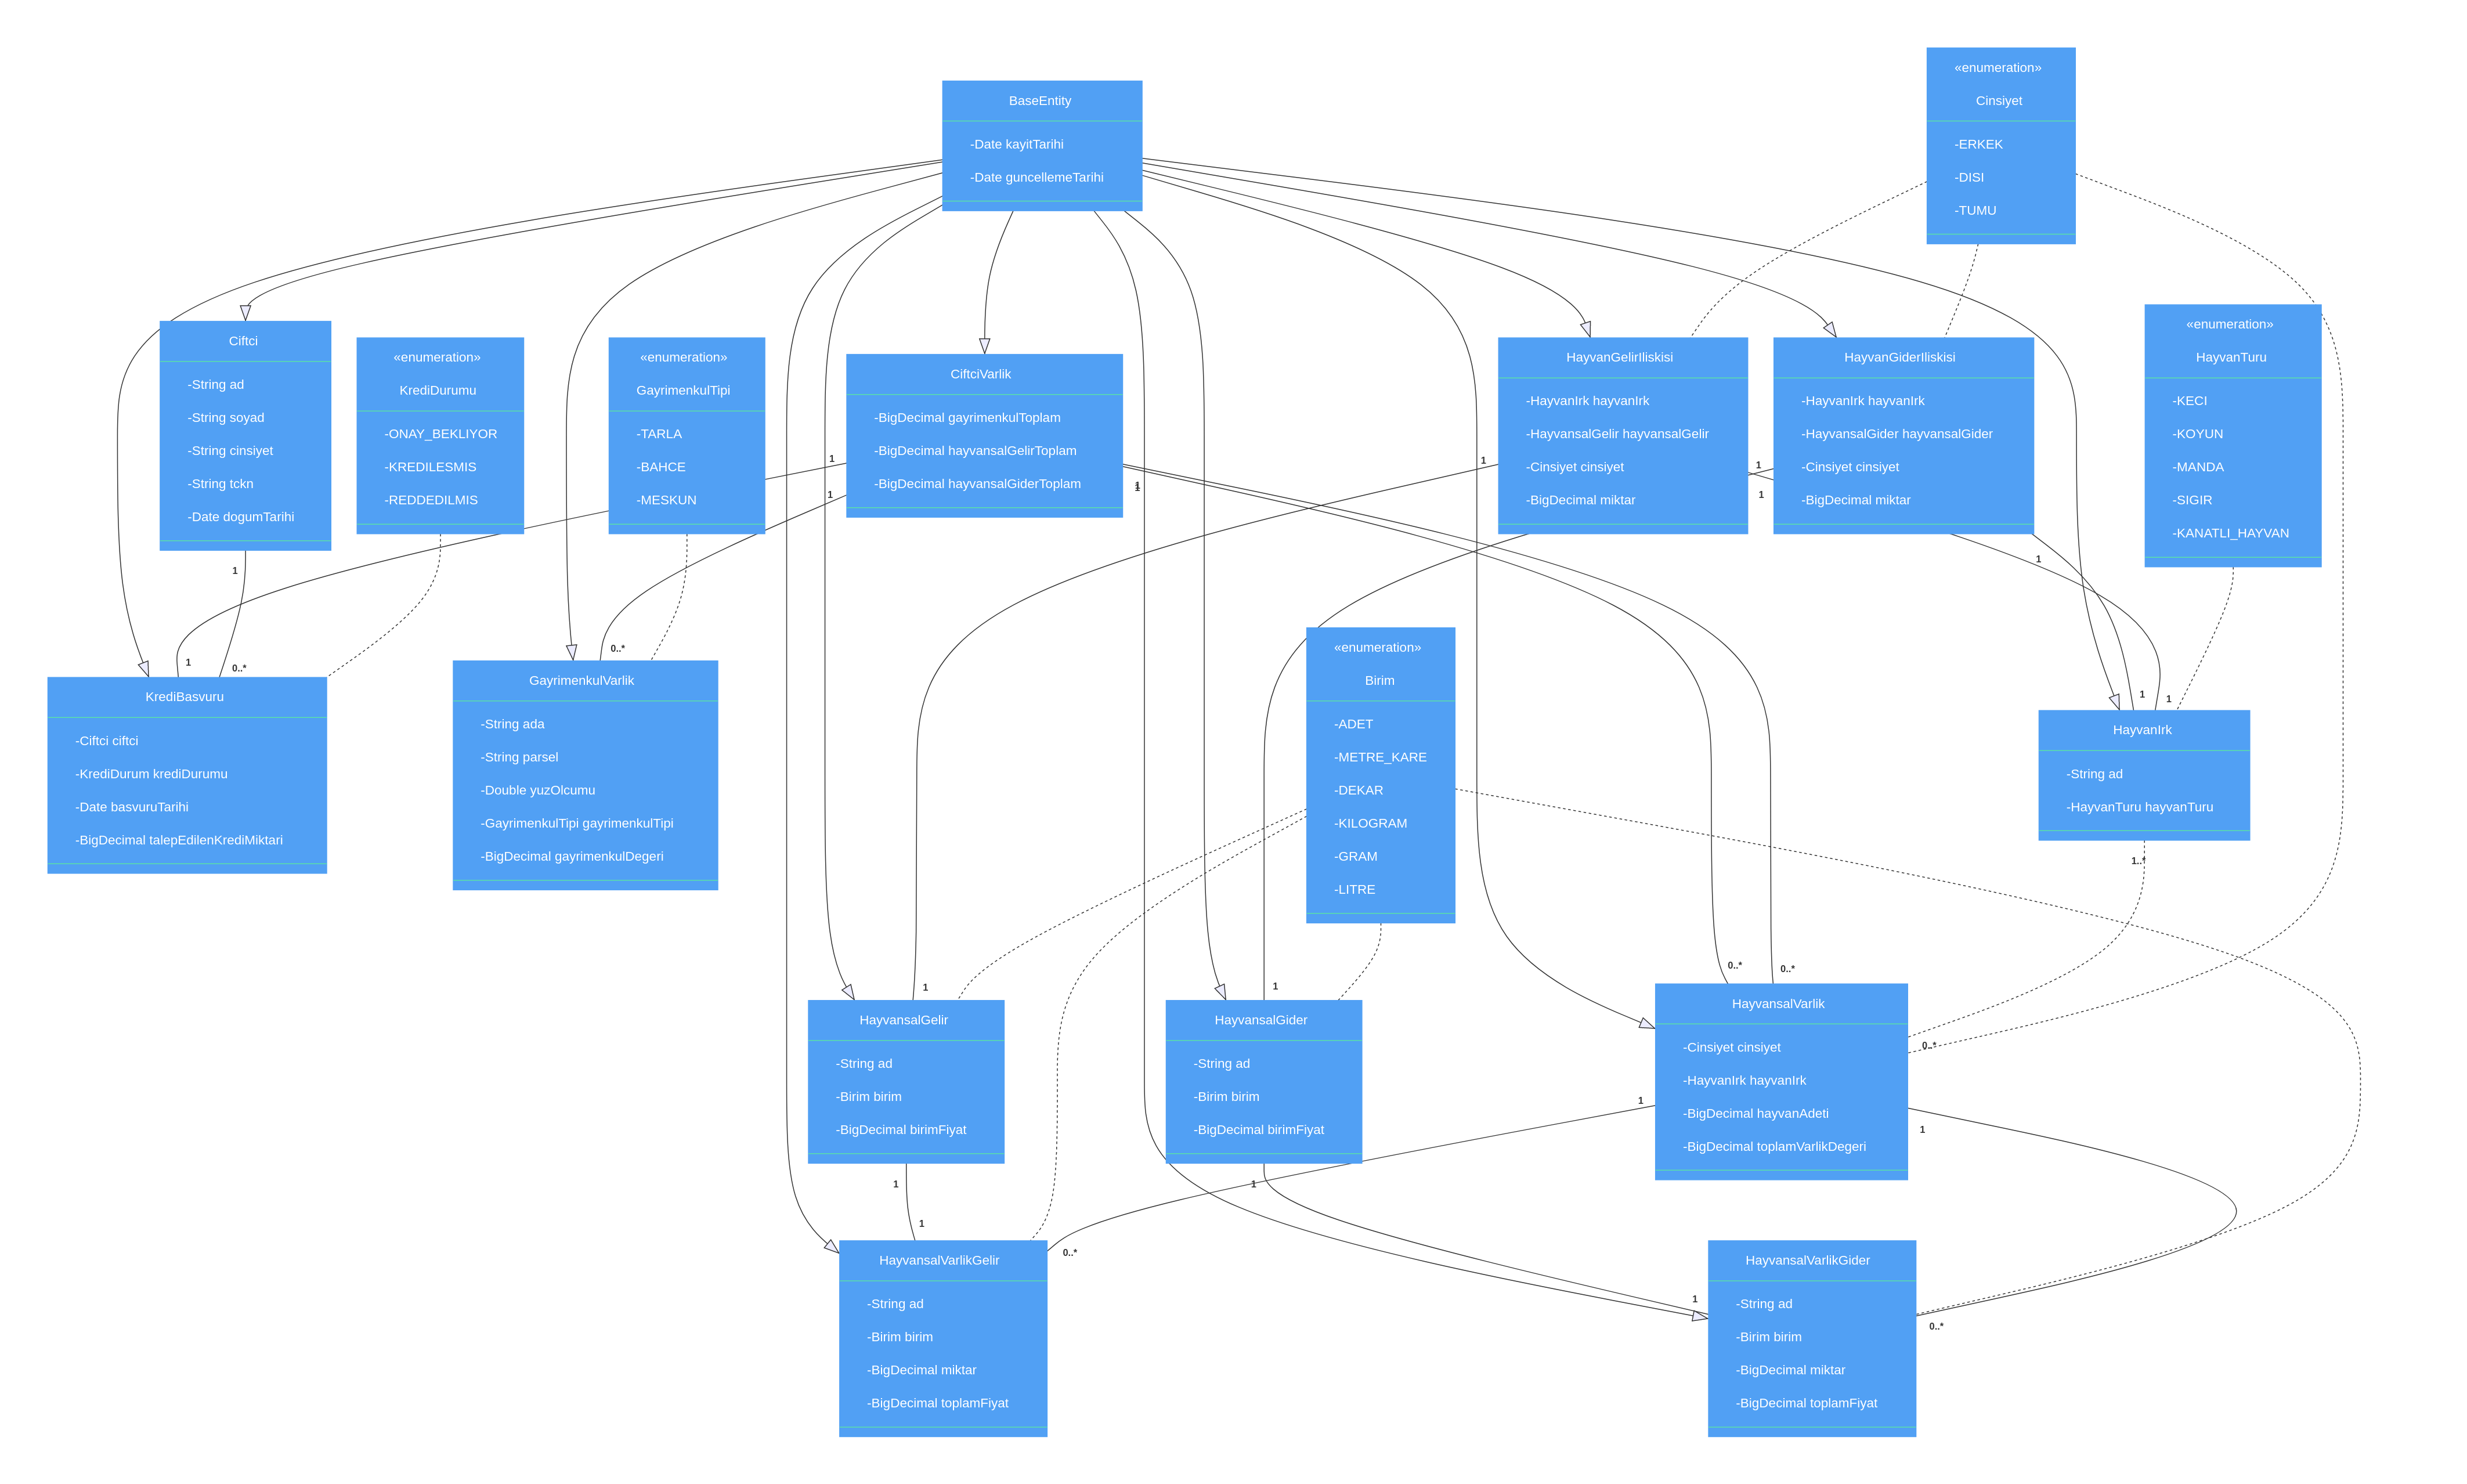 BaseEntity
-Date kayitTarihi
-Date guncellemeTarihi
«enumeration»
Cinsiyet
-ERKEK
-DISI
-TUMU
Ciftci
-String ad
-String soyad
-String cinsiyet
-String tckn
-Date dogumTarihi
«enumeration»
KrediDurumu
-ONAY_BEKLIYOR
-KREDILESMIS
-REDDEDILMIS
«enumeration»
GayrimenkulTipi
-TARLA
-BAHCE
-MESKUN
CiftciVarlik
-BigDecimal gayrimenkulToplam
-BigDecimal hayvansalGelirToplam
-BigDecimal hayvansalGiderToplam
HayvanGelirIliskisi
-HayvanIrk hayvanIrk
-HayvansalGelir hayvansalGelir
-Cinsiyet cinsiyet
-BigDecimal miktar
HayvanGiderIliskisi
-HayvanIrk hayvanIrk
-HayvansalGider hayvansalGider
-Cinsiyet cinsiyet
-BigDecimal miktar
«enumeration»
HayvanTuru
-KECI
-KOYUN
-MANDA
-SIGIR
-KANATLI_HAYVAN
1
1
1
1
1
1
1
1
1
1
0..*
0..*
1
1
KrediBasvuru
-Ciftci ciftci
-KrediDurum krediDurumu
-Date basvuruTarihi
-BigDecimal talepEdilenKrediMiktari
GayrimenkulVarlik
-String ada
-String parsel
-Double yuzOlcumu
-GayrimenkulTipi gayrimenkulTipi
-BigDecimal gayrimenkulDegeri
«enumeration»
Birim
-ADET
-METRE_KARE
-DEKAR
-KILOGRAM
-GRAM
-LITRE
HayvanIrk
-String ad
-HayvanTuru hayvanTuru
1..*
1
1
0..*
0..*
0..*
HayvansalGelir
-String ad
-Birim birim
-BigDecimal birimFiyat
HayvansalGider
-String ad
-Birim birim
-BigDecimal birimFiyat
HayvansalVarlik
-Cinsiyet cinsiyet
-HayvanIrk hayvanIrk
-BigDecimal hayvanAdeti
-BigDecimal toplamVarlikDegeri
1
1
1
1
1
0..*
1
0..*
HayvansalVarlikGelir
-String ad
-Birim birim
-BigDecimal miktar
-BigDecimal toplamFiyat
HayvansalVarlikGider
-String ad
-Birim birim
-BigDecimal miktar
-BigDecimal toplamFiyat